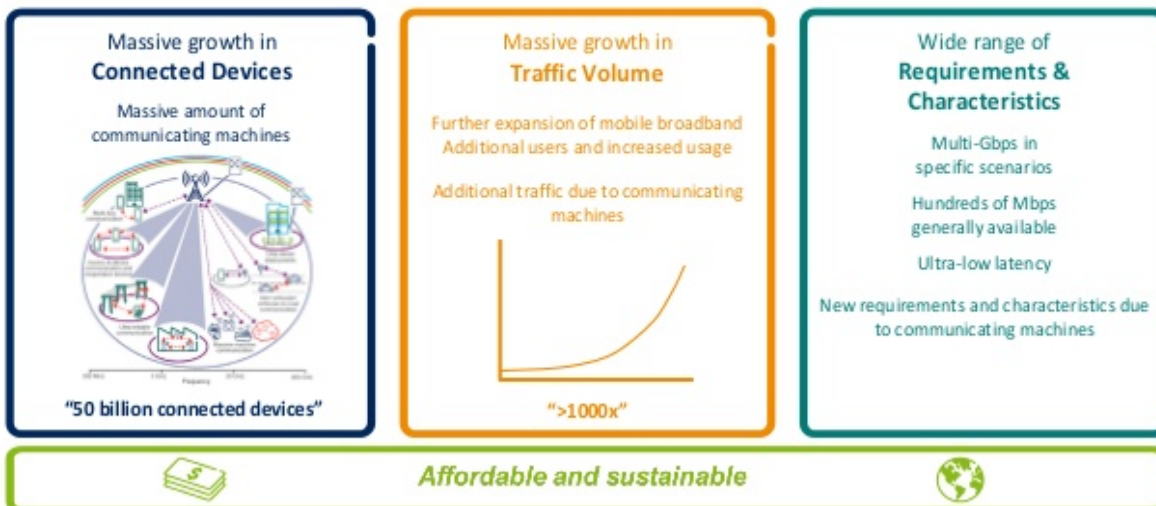 Massive growth in
Connected Devices
Massive amount of
communicating machines
Frequency
"50 billion connected devices"
Massive growth in
Traffic Volume
Further expansion of mobile broadband
Additional users and increased usage
Additional traffic due to communicating
machines
">1000x"
Wide range of
Requirements &
Characteristics
Multi-Gbps in
specific scenarios
Hundreds of Mbps
generally available
Ultra-low latency
New requirements and characteristics due
to communicating machines
$
Affordable and sustainable